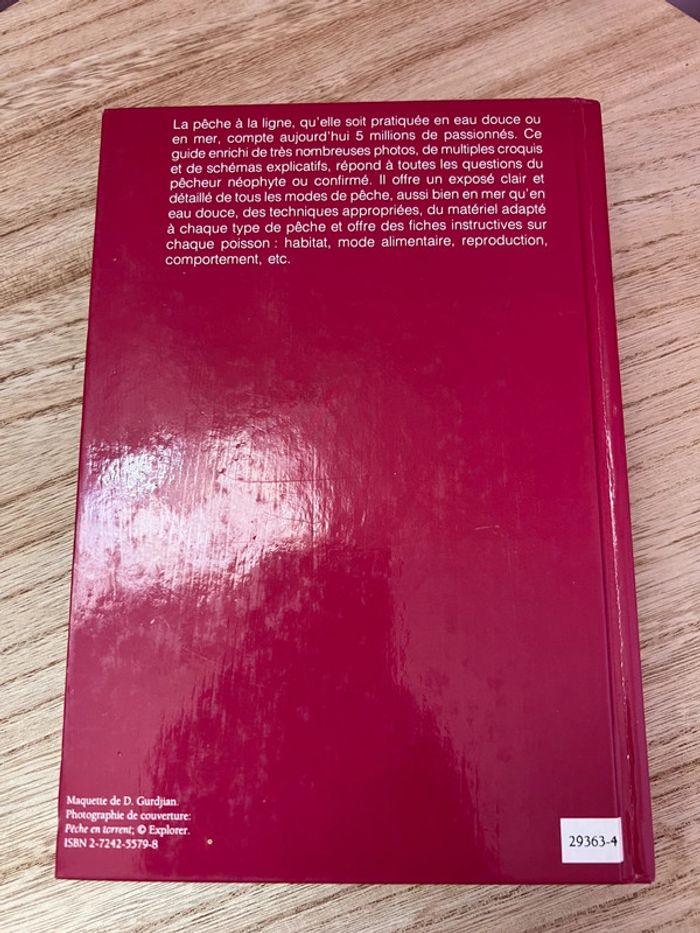 La pêche à la ligne, qu'elle soit pratiquée en eau douce ou
en mer, compte aujourd'hui 5 millions de passionnés. Ce
guide enrichi de très nombreuses photos, de multiples croquis
et de schémas explicatifs, répond à toutes les questions du
pêcheur néophyte ou confirmé. Il offre un exposé clair et
détaillé de tous les modes de pêche, aussi bien en mer qu'en
eau douce, des techniques appropriées, du matériel adapté
à chaque type de pêche et offre des fiches instructives sur
chaque poisson : habitat, mode alimentaire, reproduction,
comportement, etc.
Maquette de D. Gurdjian.
Photographie de couverture:
Pêche en torrent; © Explorer.
ISBN 2-7242-5579-8
29363-4